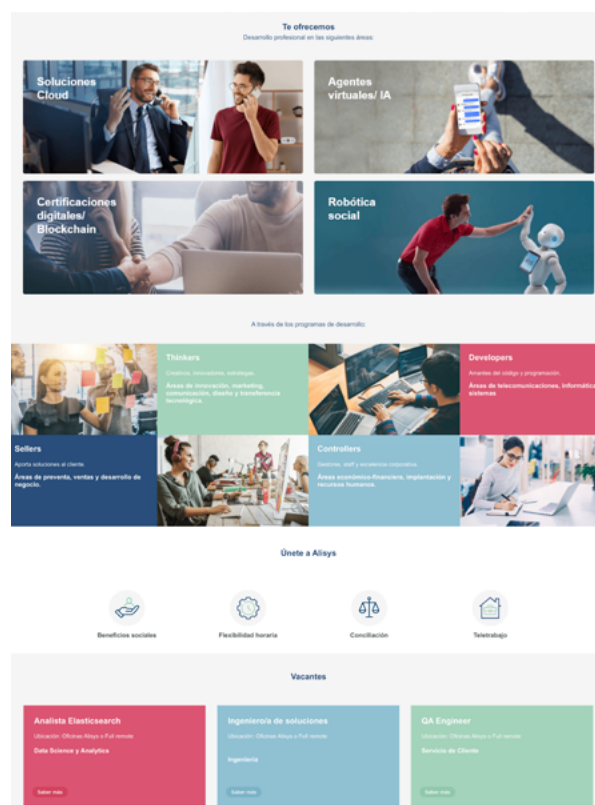 Te ofrecemos
Desarrollo profesional en las siguientes áreas:
Soluciones
Cloud
Agentes
virtuales/ IA
Certificaciones
digitales/
Blockchain
Robótica
social
A través de los programas de desarrollo:
Thinkers
Creativos, innovadores, estrategas.
Áreas de innovación, marketing,
comunicación, diseño y transferencia
tecnológica.
Developers
Amantes del código y programación.
Áreas de telecomunicaciones, informática
sistemas
Sellers
Aporta soluciones al cliente.
Áreas de preventa, ventas y desarrollo de
negocio.
Controllers
Gestores, staff y excelencia corporativa.
Áreas económico-financiera, implantación y
recursos humanos.
Únete a Alisys
Beneficios sociales
Flexibilidad horaria
Conciliación
Teletrabajo
Vacantes
Analista Elasticsearch
Ubicación: Oficinas Alisys o Full remote
Data Science y Analytics
Saber más
Ingeniero/a de soluciones
Ubicación: Oficinas Alisys o Full remote
Ingeniería
Saber más
QA Engineer
Ubicación: Oficinas Alisys o Full remote
Servicio de Cliente
Saber más